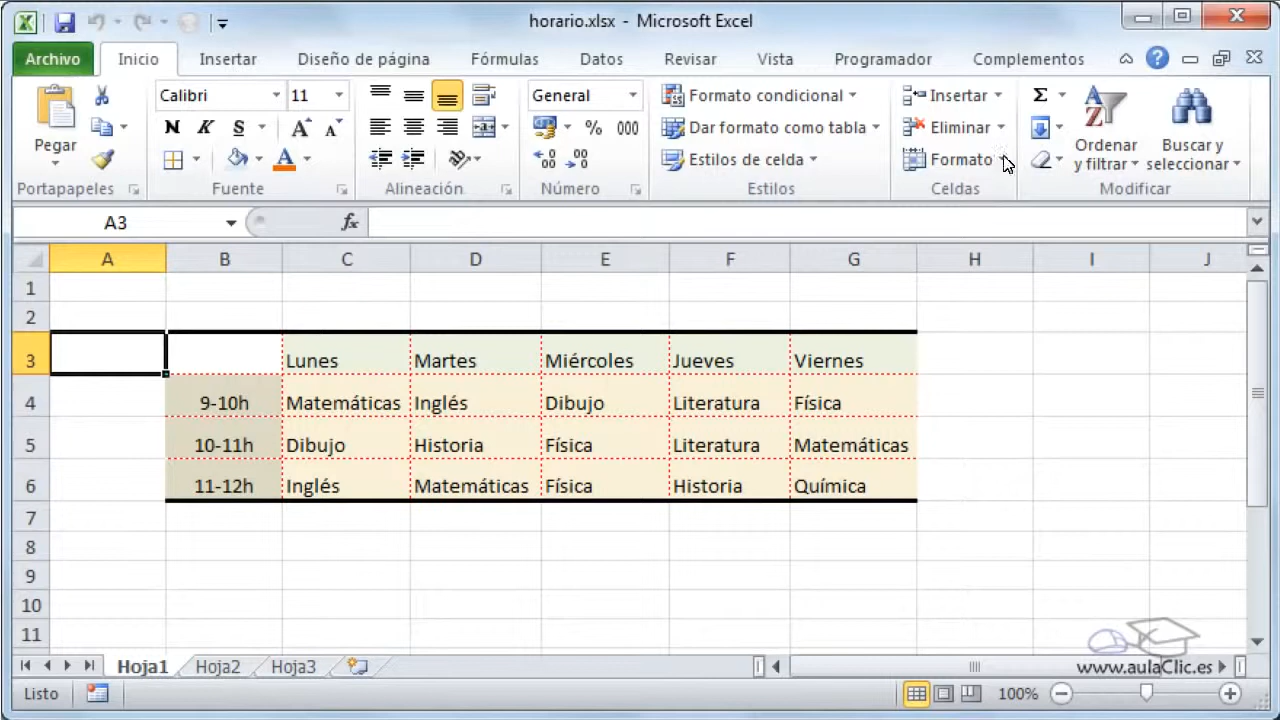 horario.xlsx - Microsoft Excel
Archivo Inicio Insertar Diseño de página Fórmulas Datos Revisar Vista Programador Complementos
Pegar
Portapapeles
Calibri 11
N K S A A
A
Fuente
Alineación
General
% 000
Número
Formato condicional
Dar formato como tabla
Estilos de celda
Estilos
Insertar
Eliminar
Formato
Celdas
Σ
Ordenar y filtrar
Buscar y seleccionar
Modificar
A3 fx
A B C D E F G H I J
1
2
3 Lunes Martes Miércoles Jueves Viernes
4 9-10h Matemáticas Inglés Dibujo Literatura Física
5 10-11h Dibujo Historia Física Literatura Matemáticas
6 11-12h Inglés Matemáticas Física Historia Química
7
8
9
10
11
Hoja1 Hoja2 Hoja3
www.aulaClic.es
Listo 100%